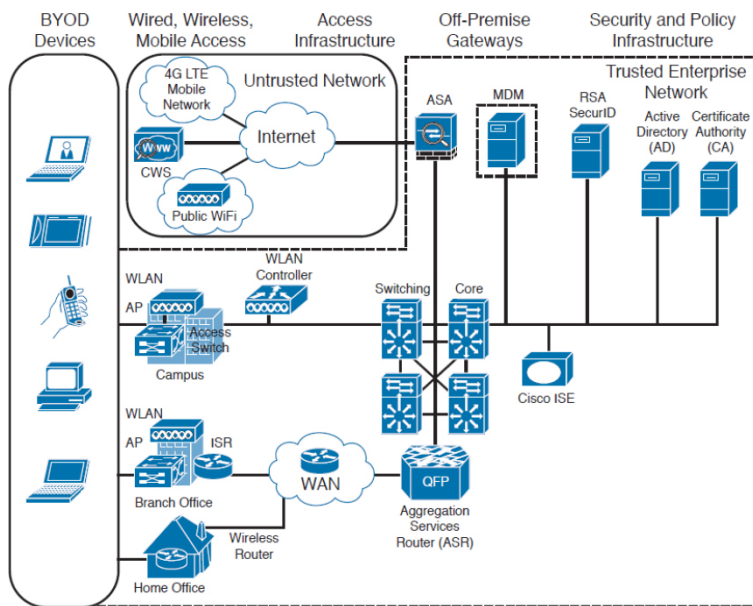 BYOD
Devices
Wired, Wireless,
Mobile Access
Access
Infrastructure
Off-Premise
Gateways
Security and Policy
Infrastructure
4G LTE
Mobile
Network
Untrusted Network
Internet
Www
CWS
Public WiFi
ASA
MDM
Trusted Enterprise
Network
RSA
SecurID
Active
Directory
(AD)
Certificate
Authority
(CA)
WLAN
AP
Access
Switch
Campus
WLAN
Controller
Switching
Core
Cisco ISE
WLAN
AP
ISR
Branch Office
WAN
QFP
Aggregation
Services
Router (ASR)
Wireless
Router
Home Office